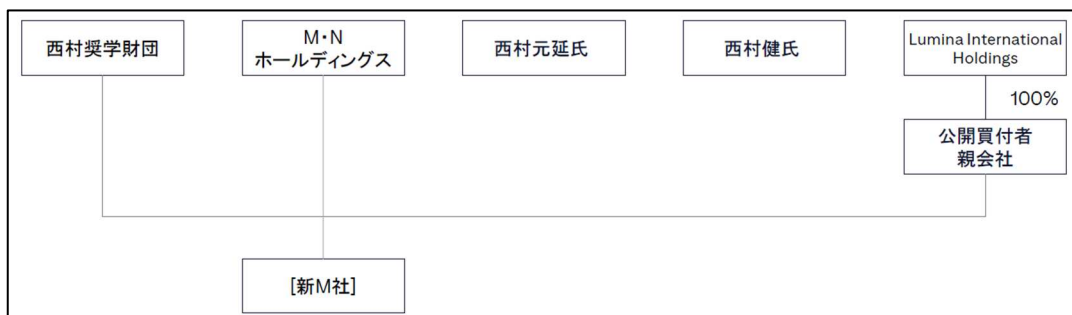 西村奨学財団
M・N
ホールディングス
西村元延氏
西村健氏
Lumina International
Holdings
100%
公開買付者
親会社
[新M社]